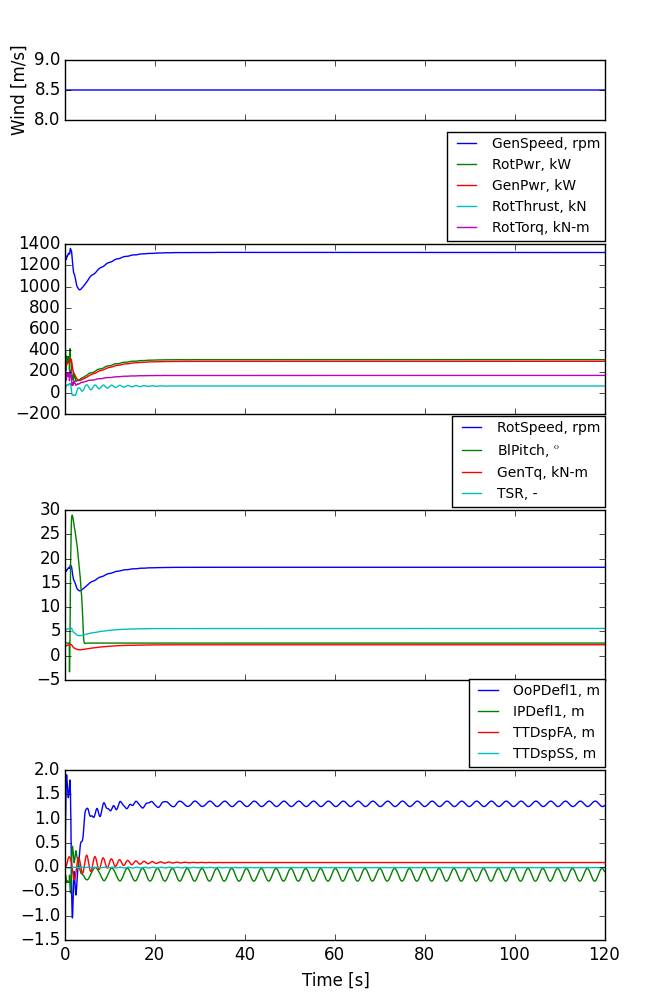 Wind [m/s]
9.0
8.5
8.0
GenSpeed, rpm
RotPwr, kW
GenPwr, kW
RotThrust, kN
RotTorq, kN-m
1400
1200
1000
800
600
400
200
0
−200
RotSpeed, rpm
BlPitch, °
GenTq, kN-m
TSR, -
30
25
20
15
10
5
0
−5
OoPDefl1, m
IPDefl1, m
TTDspFA, m
TTDspSS, m
2.0
1.5
1.0
0.5
0.0
−0.5
−1.0
−1.5
0 20 40 60 80 100 120
Time [s]